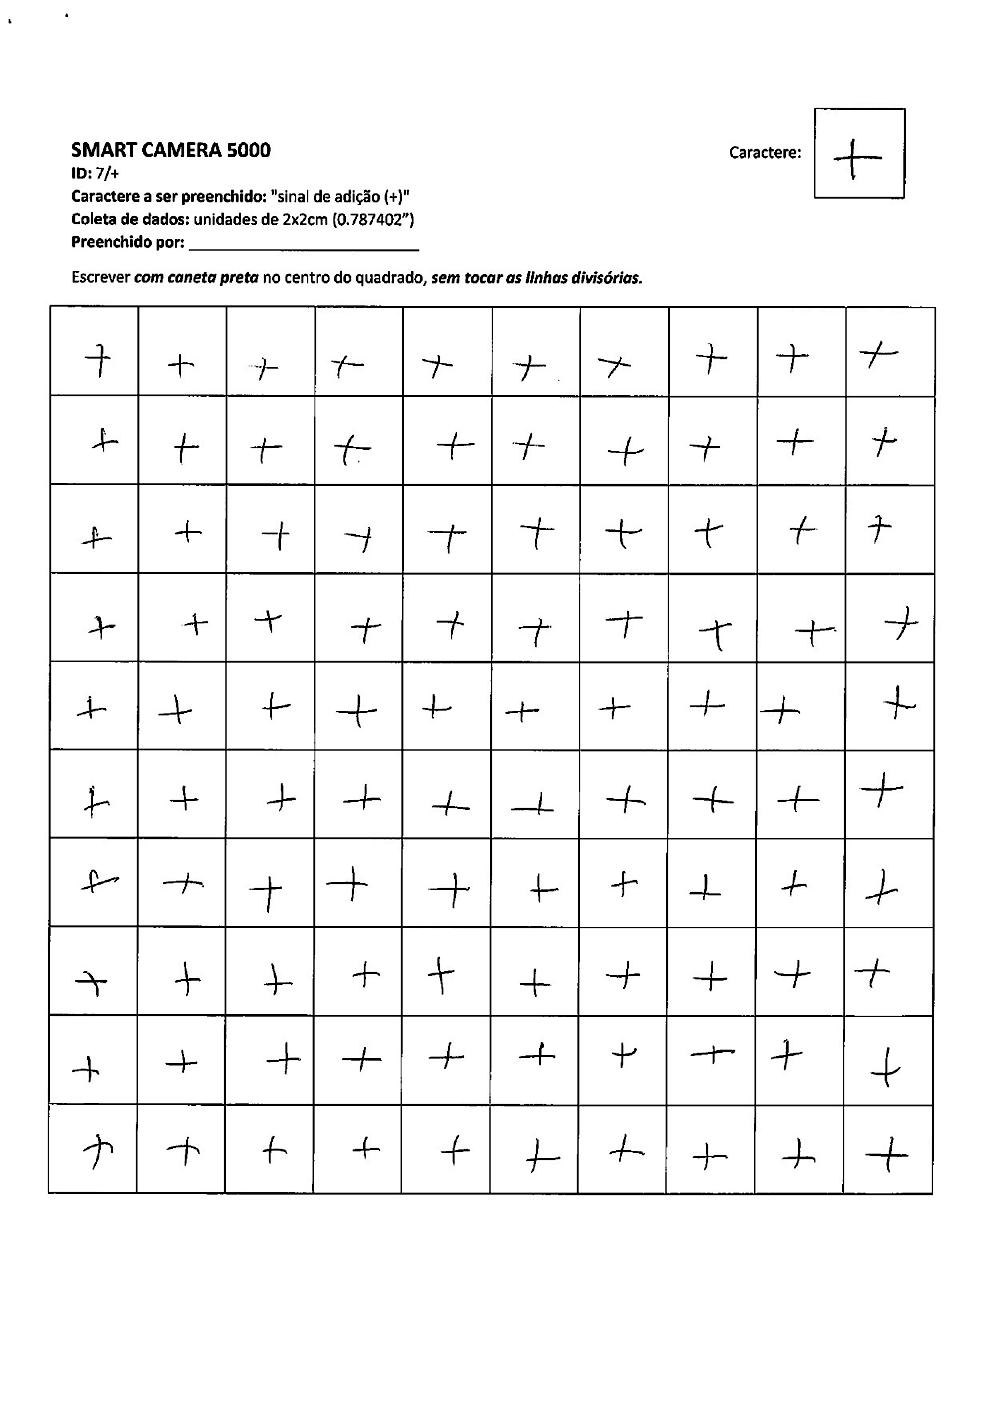 SMART CAMERA 5000
ID: 7/+
Caractere a ser preenchido: "sinal de adição (+)"
Coleta de dados: unidades de 2x2cm (0.787402”)
Preenchido por: ____________________
Caractere: +
Escrever com caneta preta no centro do quadrado, sem tocar as linhas divisórias.
+ + + + + + + + + +
+ + + + + + + + + +
+ + + + + + + + + +
+ + + + + + + + + +
+ + + + + + + + + +
+ + + + + + + + + +
+ + + + + + + + + +
+ + + + + + + + + +
+ + + + + + + + + +
+ + + + + + + + + +